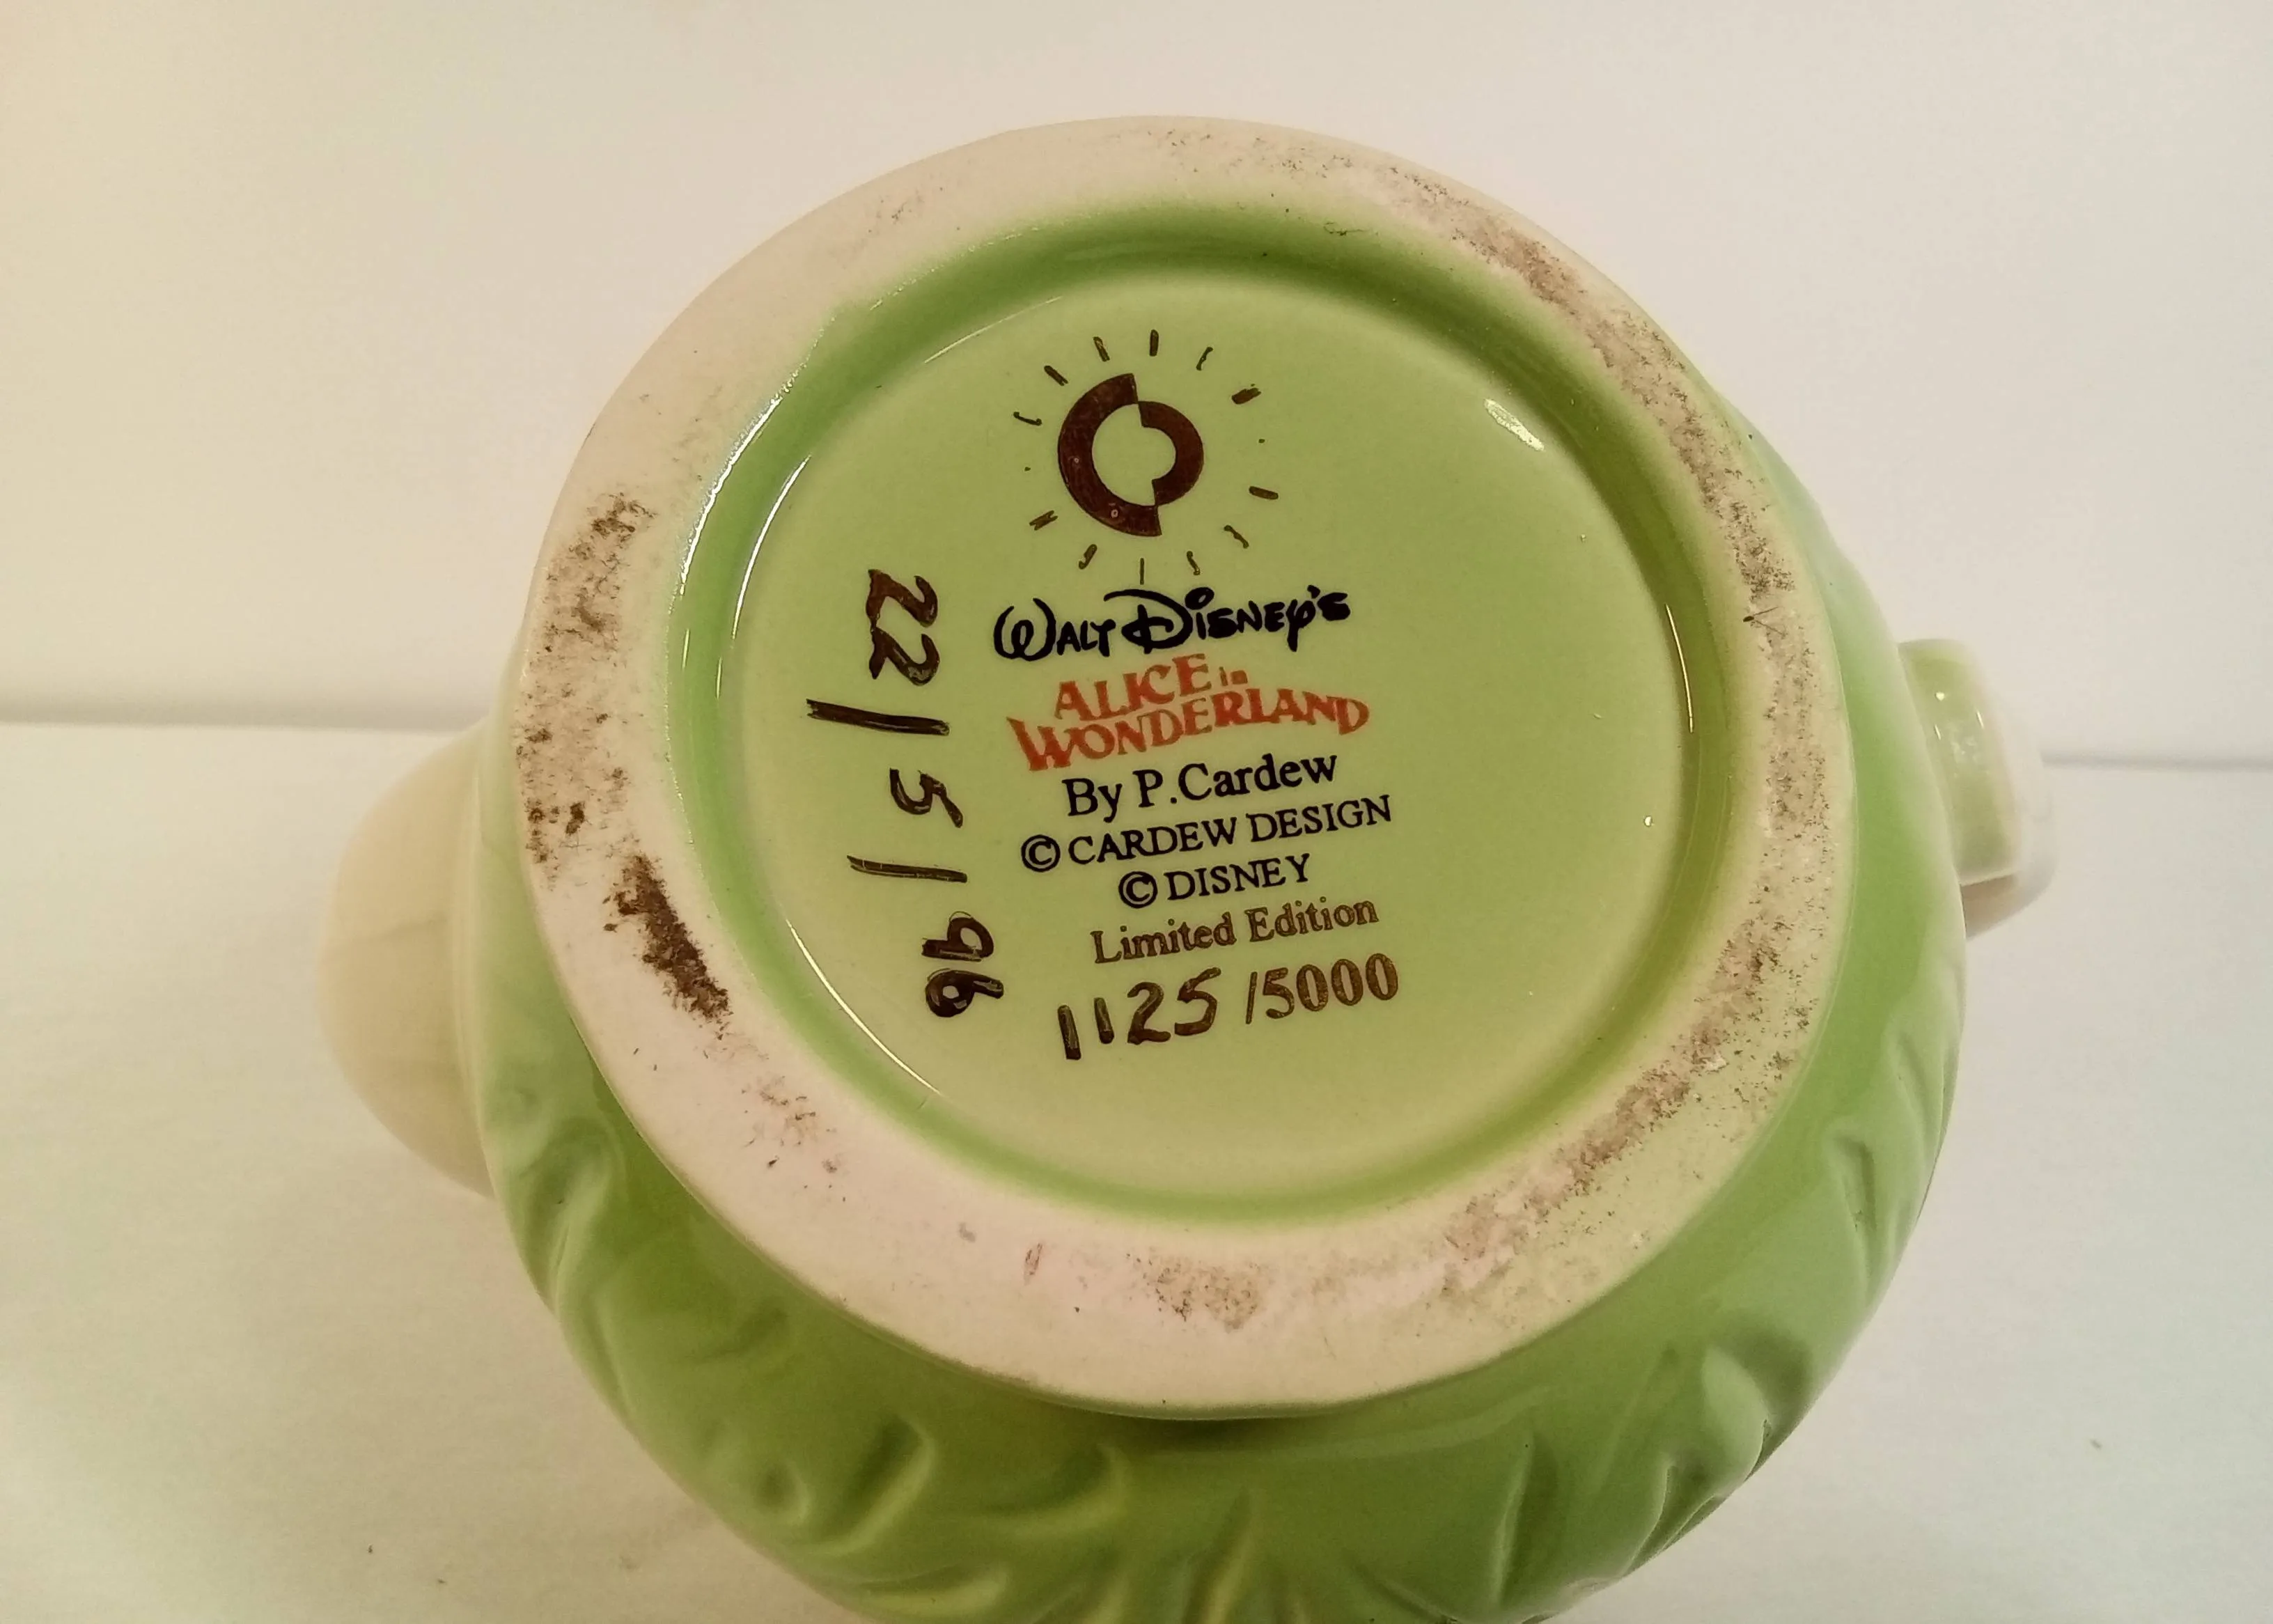 WALT DISNEY'S
ALICE in
WONDERLAND
By P.Cardew
© CARDEW DESIGN
© DISNEY
Limited Edition
1125 /5000
22/5/96